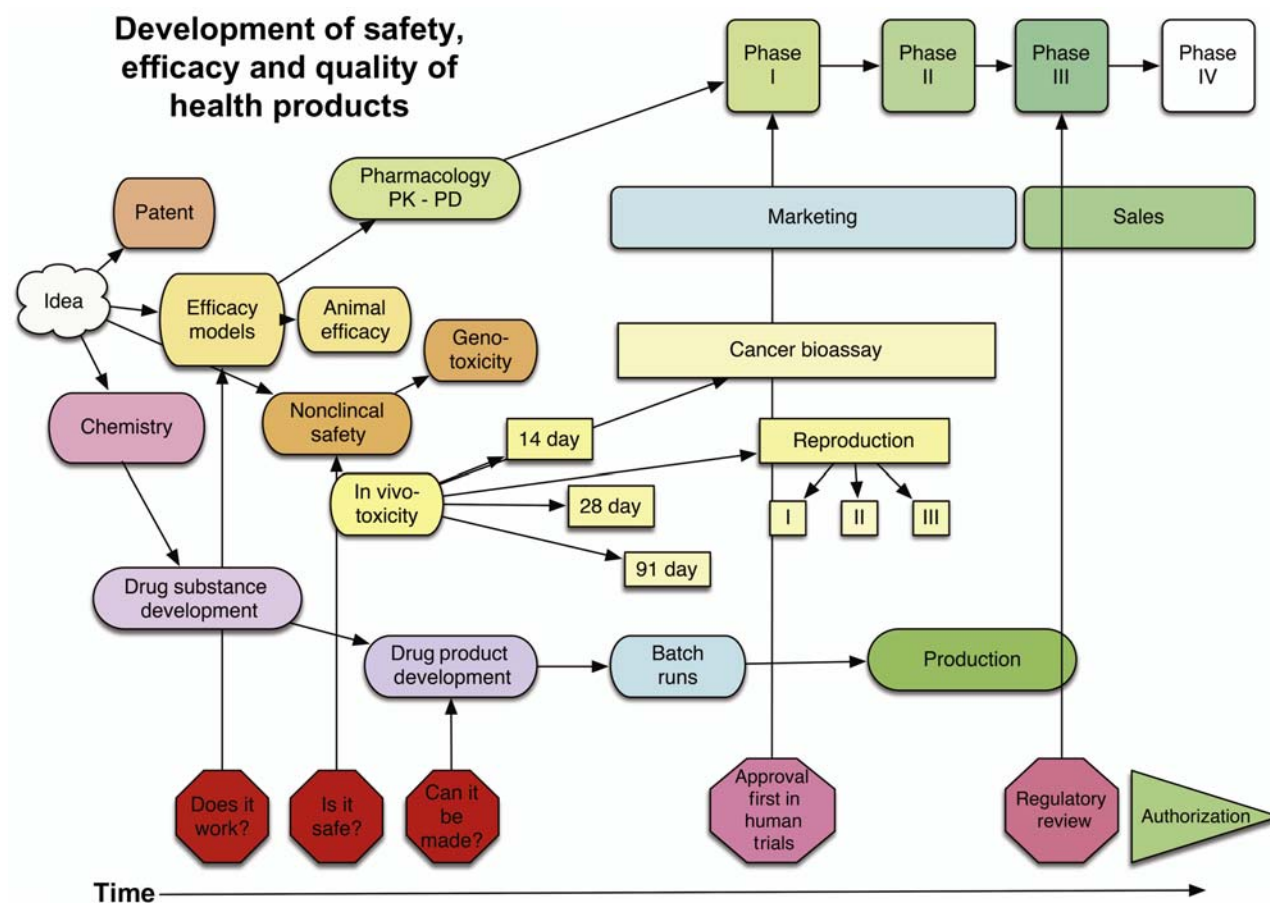 Development of safety,
efficacy and quality of
health products
Phase
I
Phase
II
Phase
III
Phase
IV
Pharmacology
PK - PD
Patent
Marketing
Sales
Idea
Efficacy
models
Animal
efficacy
Geno-
toxicity
Cancer bioassay
Chemistry
Nonclincal
safety
14 day
Reproduction
In vivo-
toxicity
28 day
I
II
III
91 day
Drug substance
development
Drug product
development
Batch
runs
Production
Does it
work?
Is it
safe?
Can it
be
made?
Approval
first in
human
trials
Regulatory
review
Authorization
Time